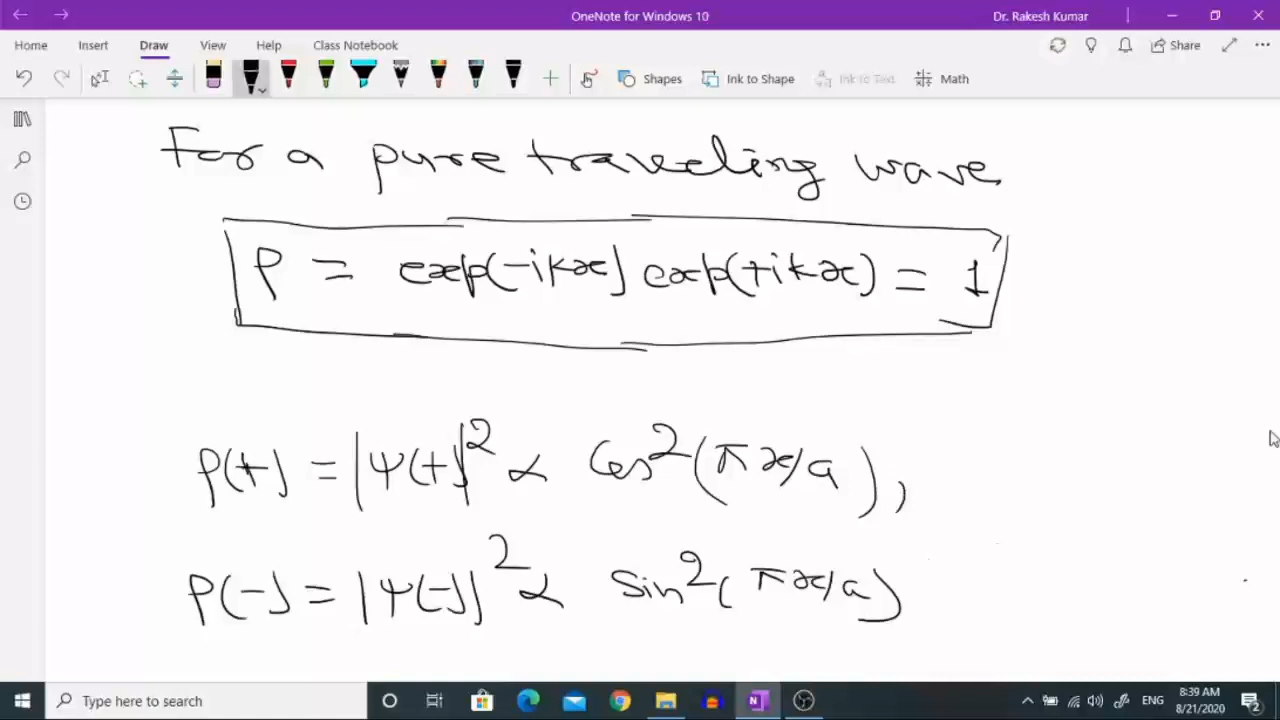 OneNote for Windows 10
Dr. Rakesh Kumar
Home Insert Draw View Help Class Notebook
Share
Shapes Ink to Shape Ink to Text Math
For a pure traveling wave
ρ = exp(-ikx] exp(+ikx) = 1
ρ(+) = |ψ(+)|² ∝ Cos² (πx/a),
ρ(-) = |ψ(-)|² ∝ Sin² (πx/a)
Type here to search
ENG
8:39 AM
8/21/2020
2